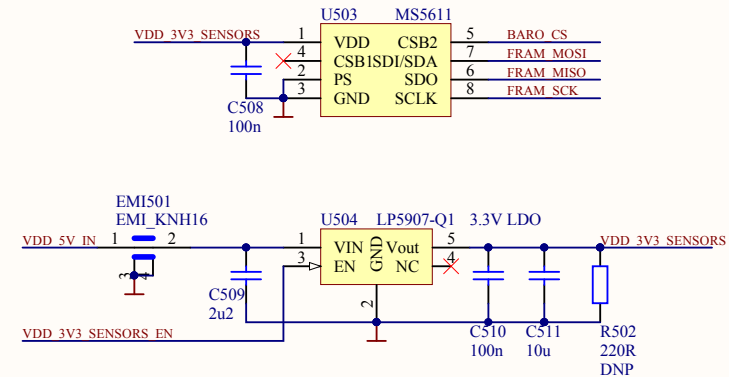 U503 MS5611
VDD_3V3_SENSORS 1 VDD CSB2 5 BARO_CS
4 CSB1SDI/SDA 7 FRAM_MOSI
2 PS SDO 6 FRAM_MISO
3 GND SCLK 8 FRAM_SCK
C508
100n
EMI501
EMI_KNH16 U504 LP5907-Q1 3.3V LDO
VDD_5V_IN 1 2 1 VIN GND Vout 5 VDD_3V3_SENSORS
3 EN NC 4
3 4
C509 2
2u2
VDD_3V3_SENSORS_EN C510 C511 R502
100n 10u 220R
DNP